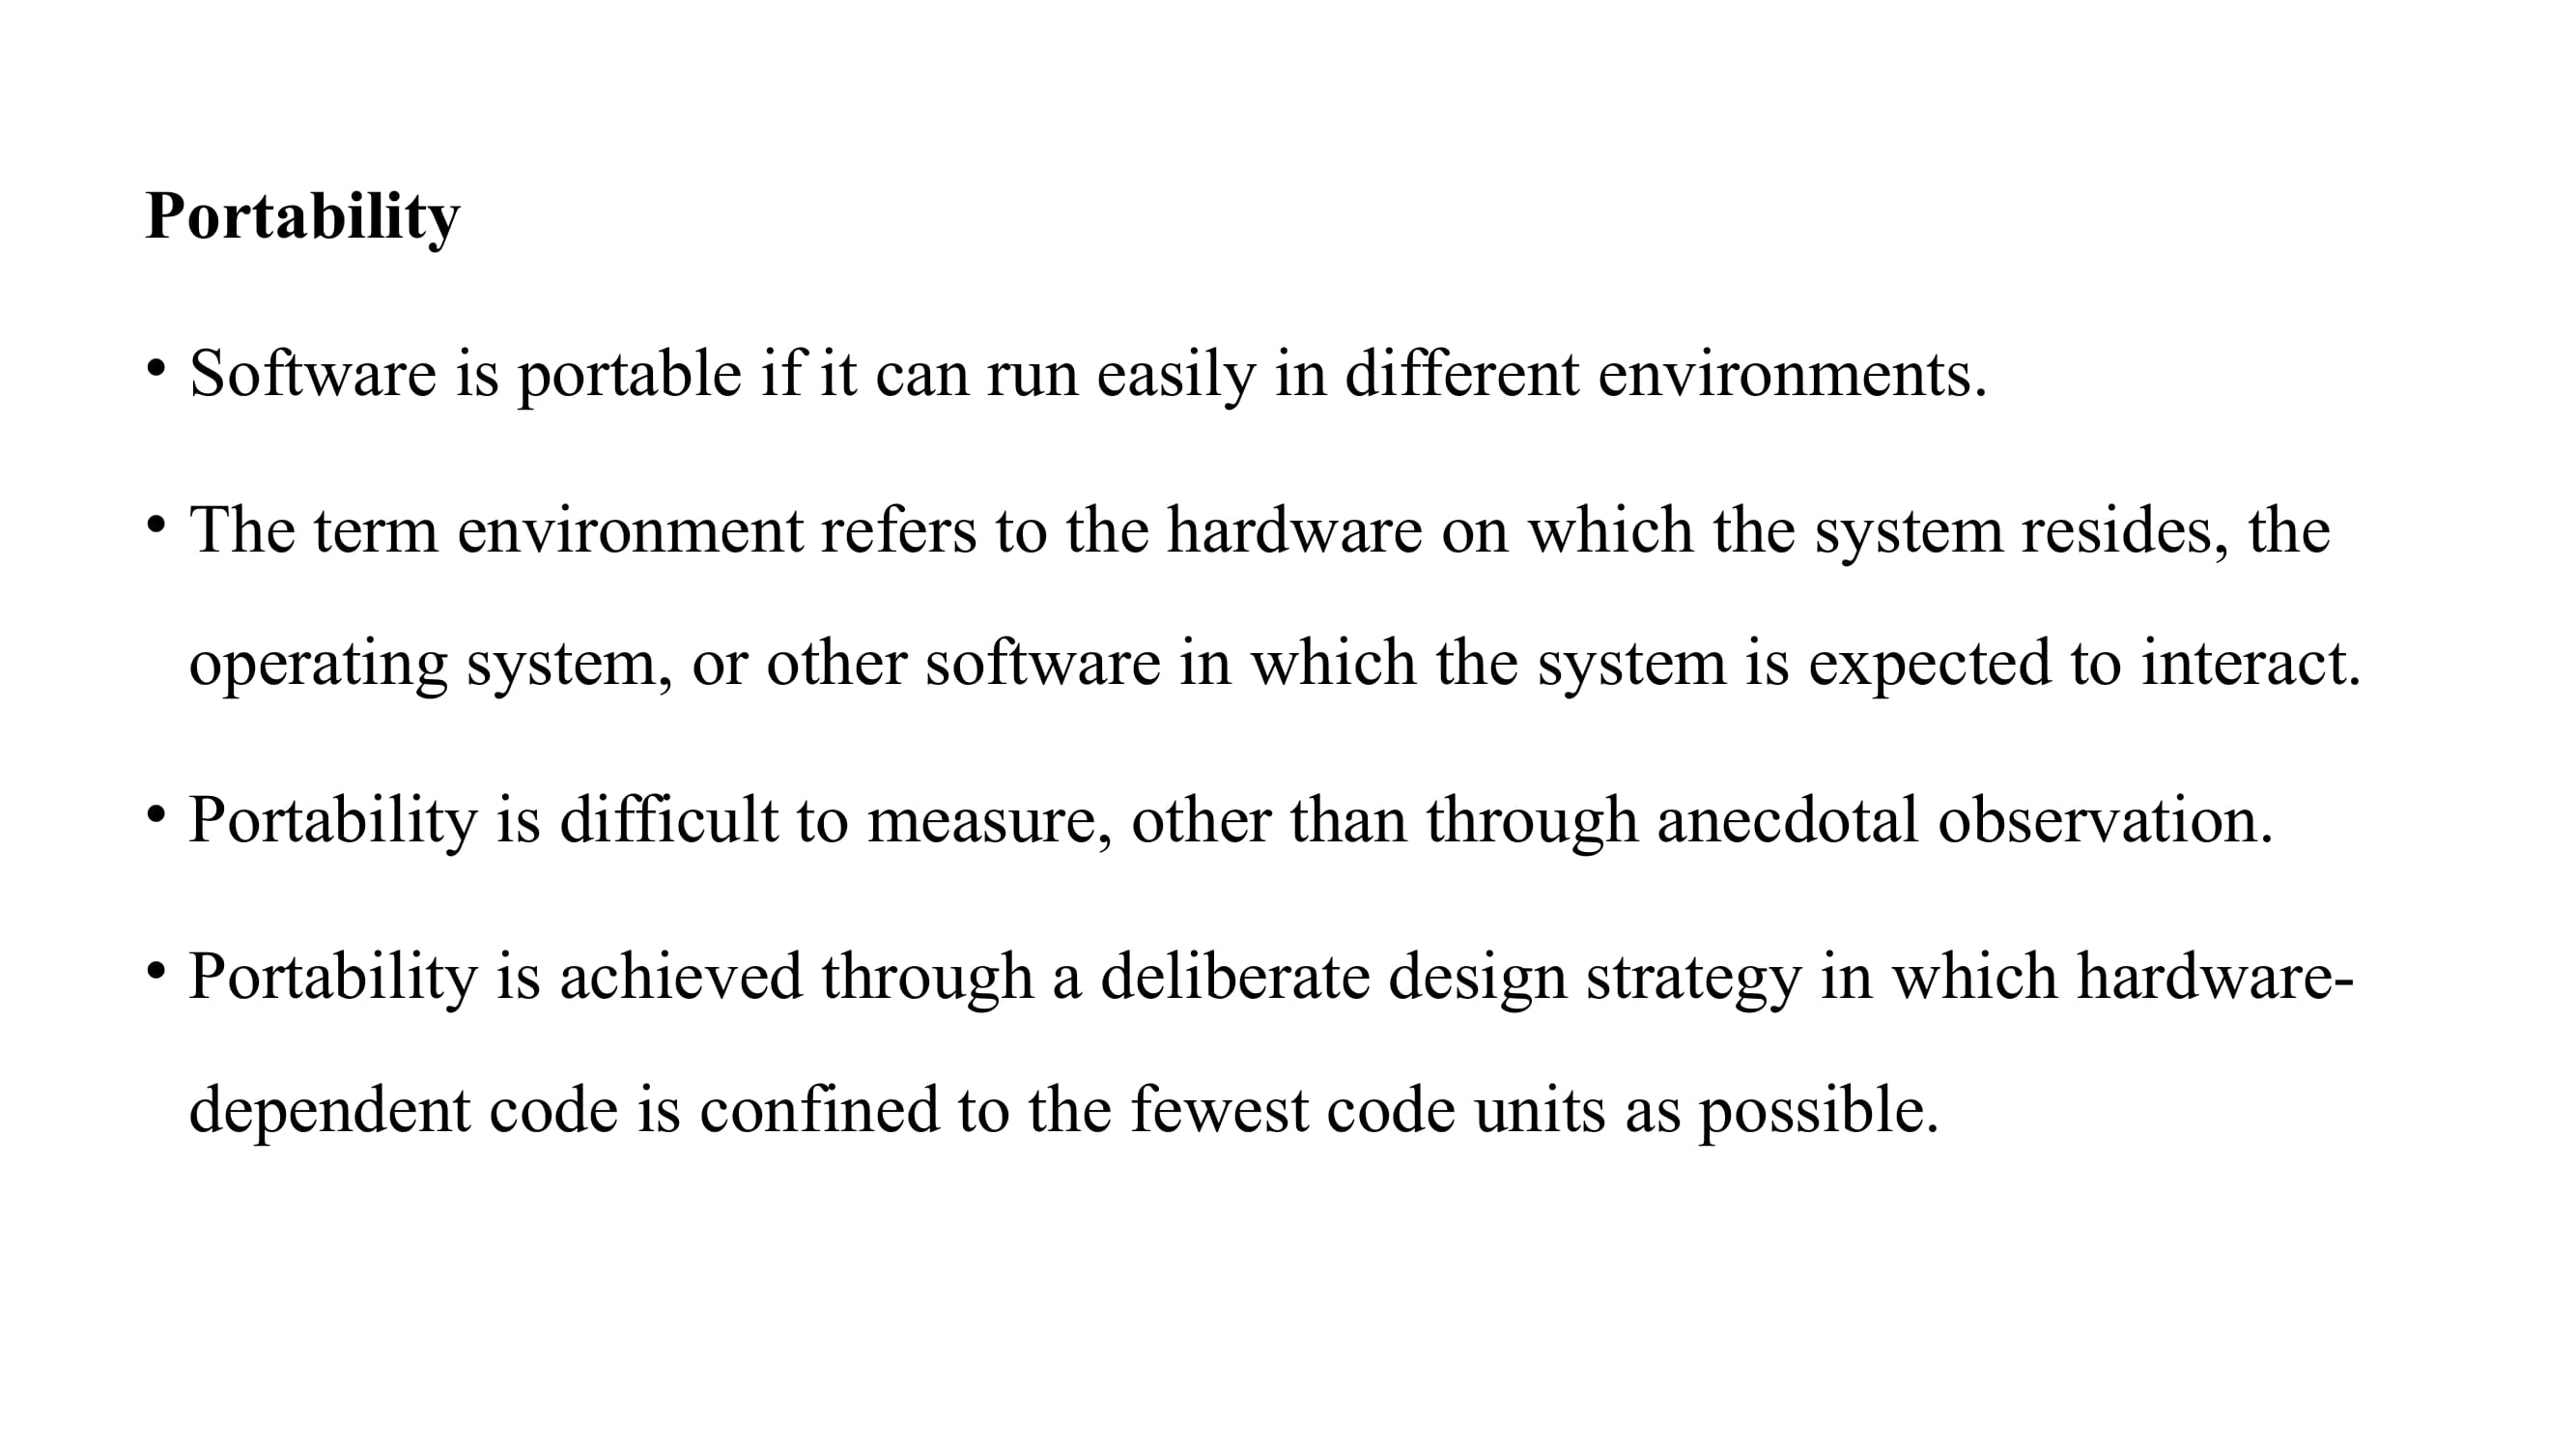 Portability
• Software is portable if it can run easily in different environments.
• The term environment refers to the hardware on which the system resides, the
operating system, or other software in which the system is expected to interact.
• Portability is difficult to measure, other than through anecdotal observation.
• Portability is achieved through a deliberate design strategy in which hardware-
dependent code is confined to the fewest code units as possible.